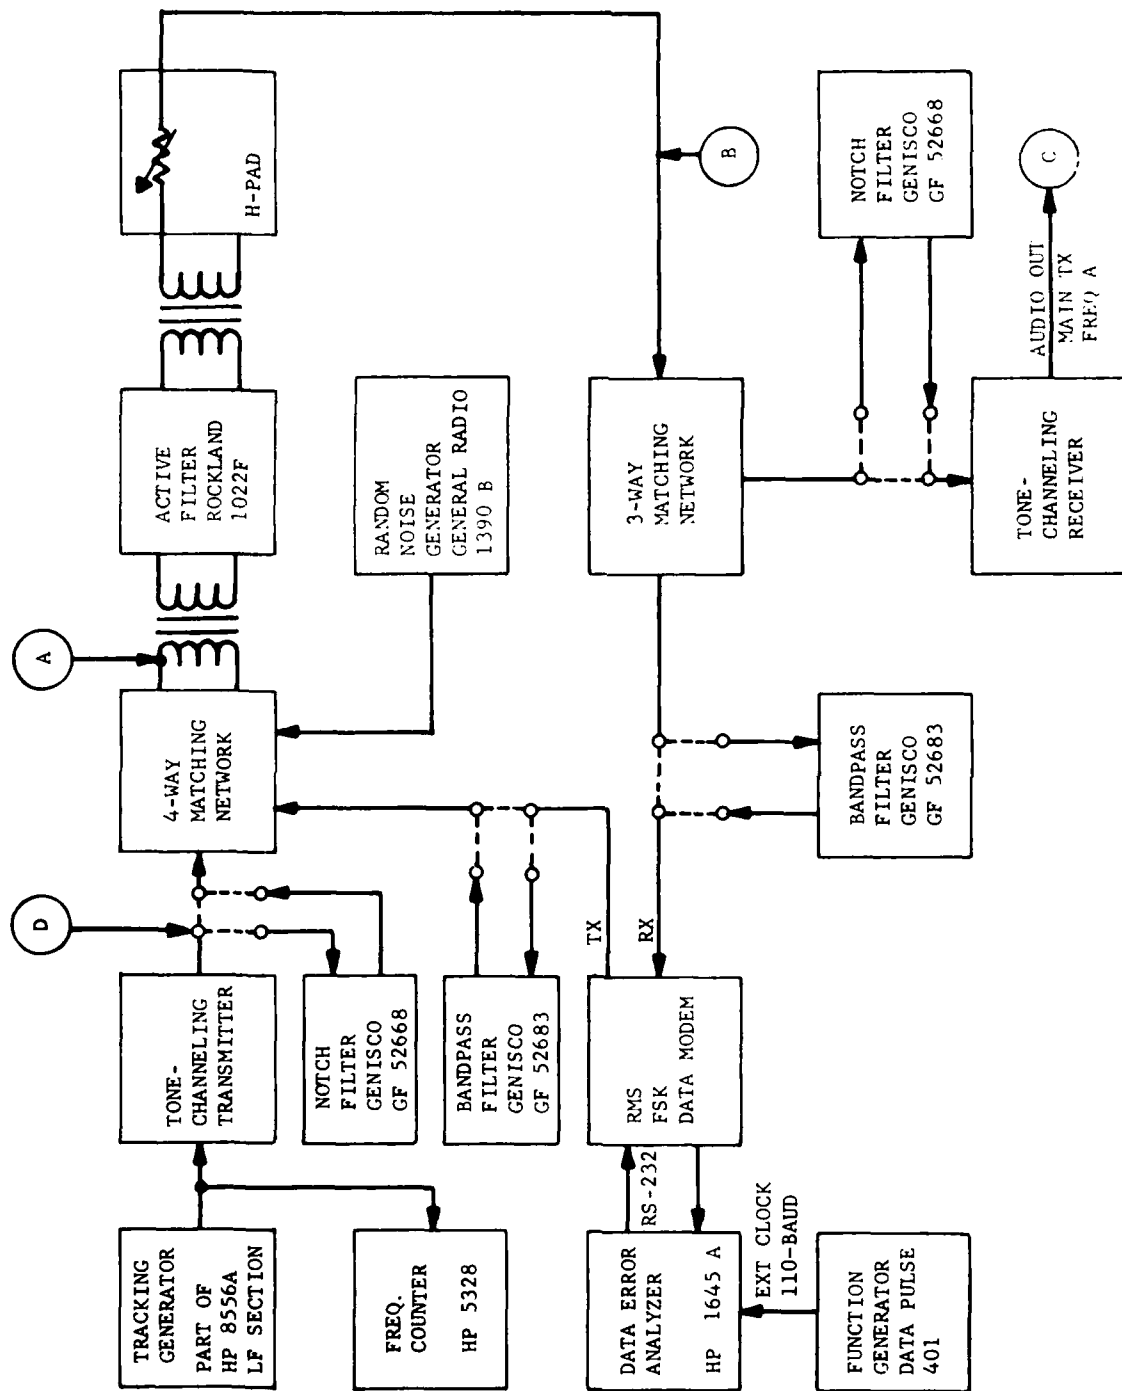 TRACKING
GENERATOR
PART OF
HP 8556A
LF SECTION
TONE-
CHANNELING
TRANSMITTER
D
4-WAY
MATCHING
NETWORK
A
ACTIVE
FILTER
ROCKLAND
1022F
H-PAD
FREQ.
COUNTER
HP 5328
NOTCH
FILTER
GENISCO
GF 52668
BANDPASS
FILTER
GENISCO
GF 52683
RANDOM
NOISE
GENERATOR
GENERAL RADIO
1390 B
DATA ERROR
ANALYZER
HP 1645 A
RS-232
RMS
FSK
DATA MODEM
TX
RX
3-WAY
MATCHING
NETWORK
B
EXT CLOCK
110-BAUD
FUNCTION
GENERATOR
DATA PULSE
401
BANDPASS
FILTER
GENISCO
GF 52683
NOTCH
FILTER
GENISCO
GF 52668
TONE-
CHANNELING
RECEIVER
AUDIO OUT
MAIN TX
FREQ A
C